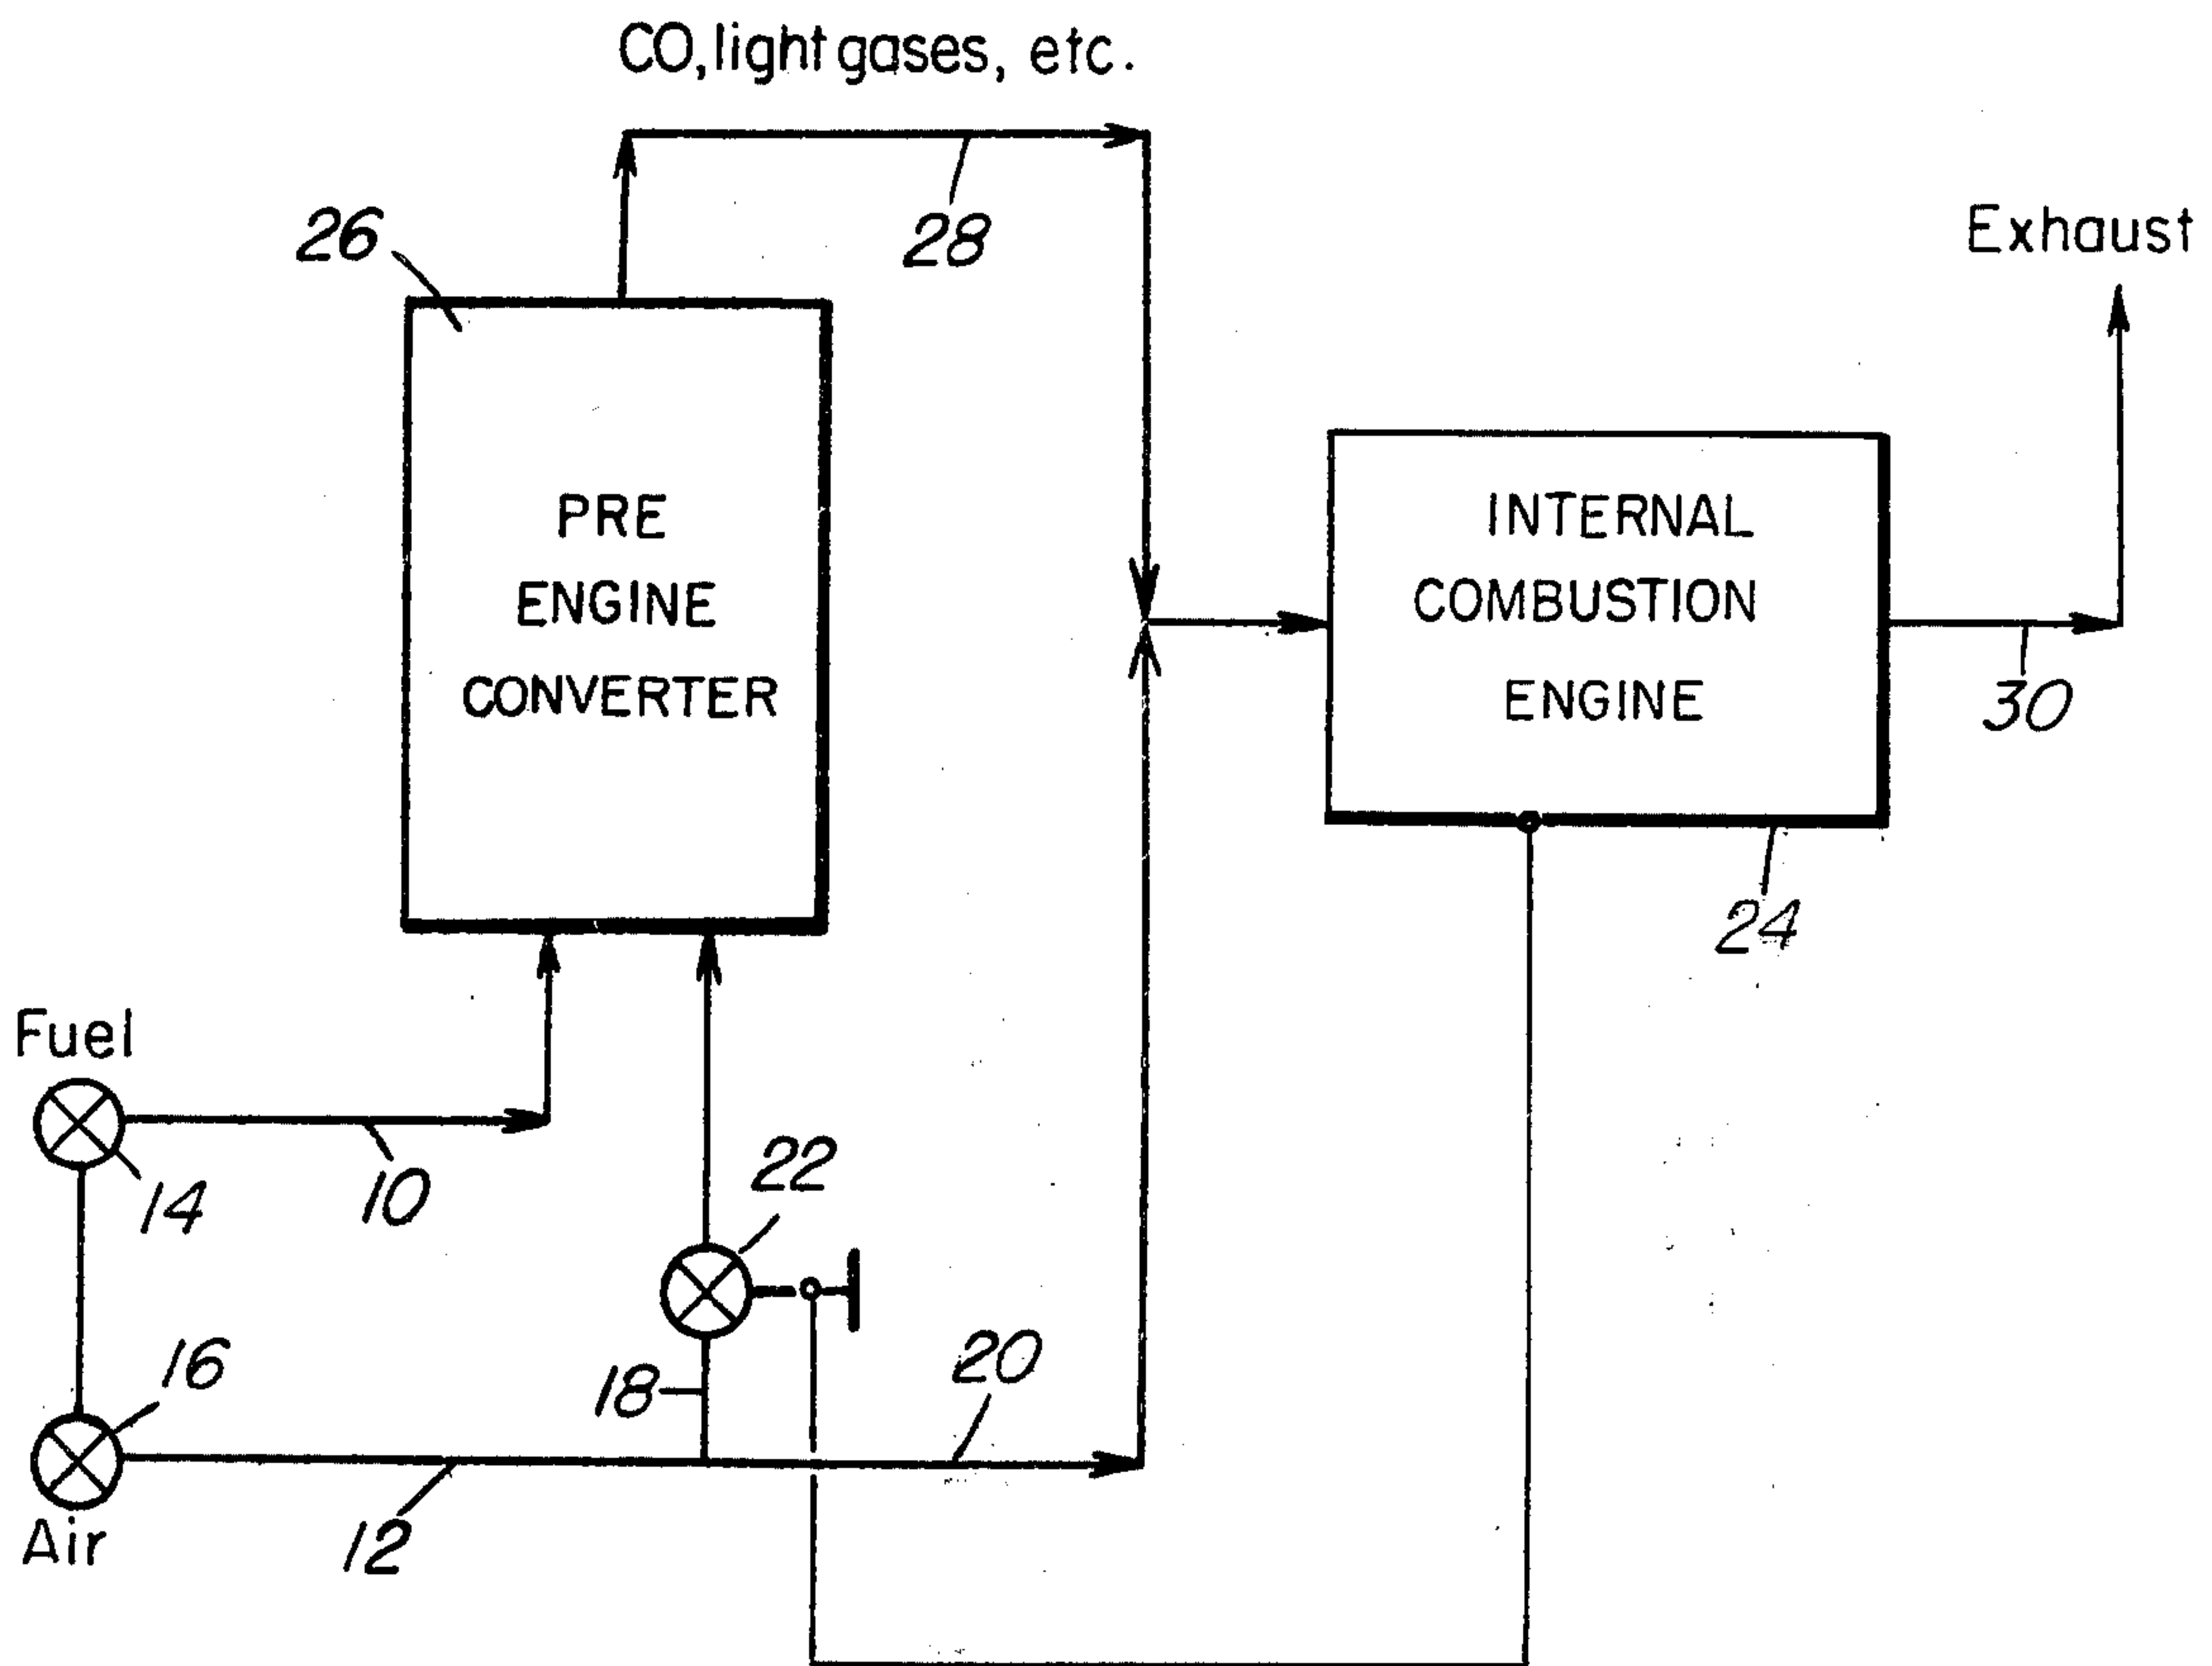 CO, light gases, etc.
26
28
Exhaust
PRE
ENGINE
CONVERTER
INTERNAL
COMBUSTION
ENGINE
30
24
Fuel
14
10
22
16
18
20
12
Air